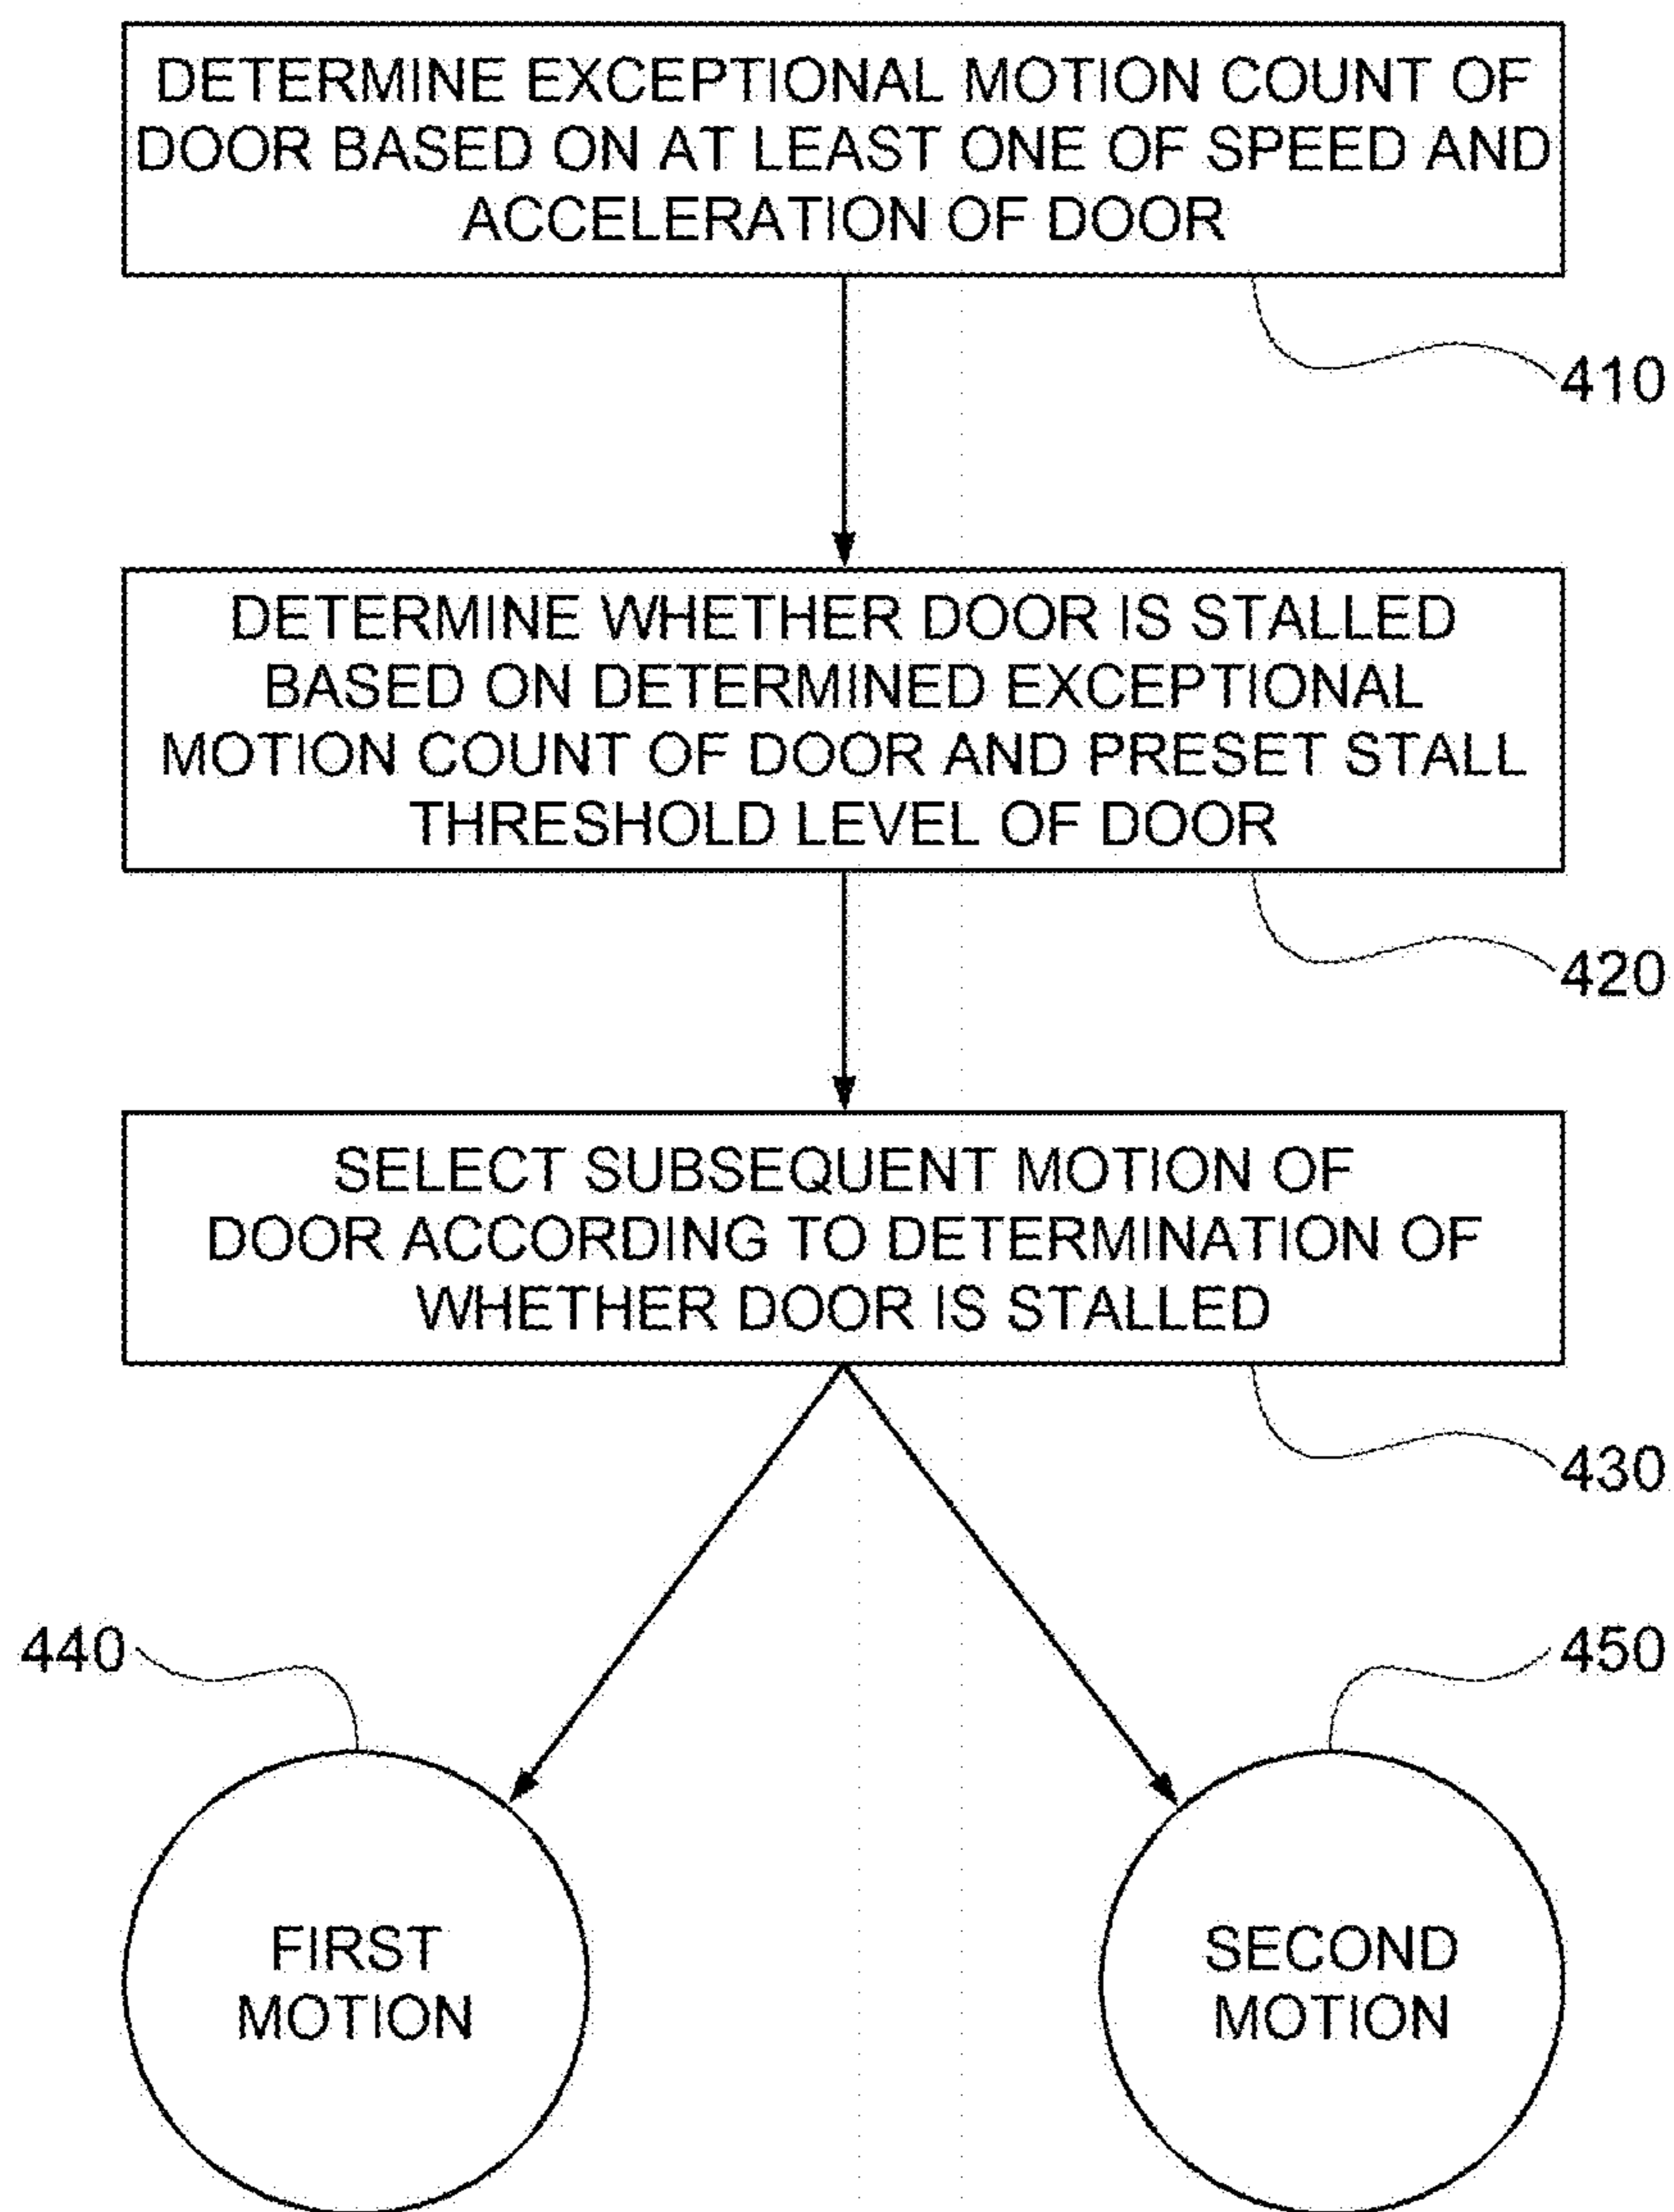 DETERMINE EXCEPTIONAL MOTION COUNT OF
DOOR BASED ON AT LEAST ONE OF SPEED AND
ACCELERATION OF DOOR
410
DETERMINE WHETHER DOOR IS STALLED
BASED ON DETERMINED EXCEPTIONAL
MOTION COUNT OF DOOR AND PRESET STALL
THRESHOLD LEVEL OF DOOR
420
SELECT SUBSEQUENT MOTION OF
DOOR ACCORDING TO DETERMINATION OF
WHETHER DOOR IS STALLED
430
440
450
FIRST
MOTION
SECOND
MOTION